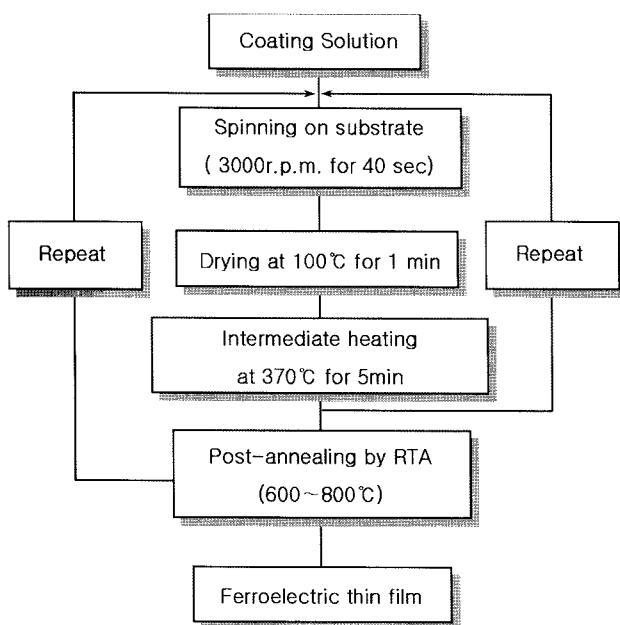 Coating Solution
Spinning on substrate
( 3000r.p.m. for 40 sec)
Repeat
Drying at 100℃ for 1 min
Repeat
Intermediate heating
at 370℃ for 5min
Post-annealing by RTA
(600～800℃)
Ferroelectric thin film